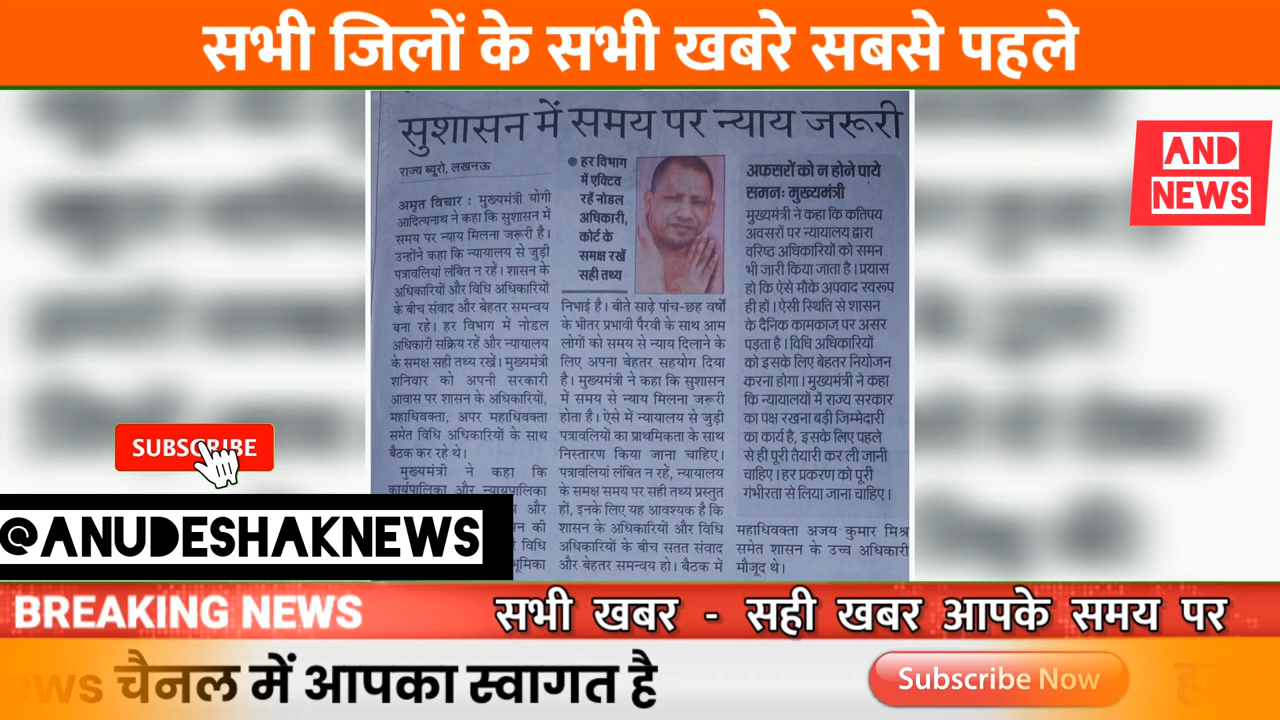 सभी जिलों के सभी खबरे सबसे पहले
सुशासन में समय पर न्याय जरूरी
राज्य ब्यूरो, लखनऊ
अमृत विचार : मुख्यमंत्री योगी
आदित्यनाथ ने कहा कि सुशासन में
समय पर न्याय मिलना जरूरी है।
उन्होंने कहा कि न्यायालय से जुड़ी
पत्रावलियां लंबित न रहें। शासन के
अधिकारियों और विधि अधिकारियों
के बीच संवाद और बेहतर समन्वय
बना रहे। हर विभाग में नोडल
अधिकारी सक्रिय रहें और न्यायालय
के समक्ष सही तथ्य रखें। मुख्यमंत्री
शनिवार को अपनी सरकारी
आवास पर शासन के अधिकारियों,
महाधिवक्ता, अपर महाधिवक्ता
समेत विधि अधिकारियों के साथ
बैठक कर रहे थे।
मुख्यमंत्री ने कहा कि
कार्यपालिका और न्यायपालिका
और
न की
विधि
भूमिका
● हर विभाग
में एक्टिव
रहें नोडल
अधिकारी,
कोर्ट के
समक्ष रखें
सही तथ्य
निभाई है। बीते साढ़े पांच-छह वर्षों
के भीतर प्रभावी पैरवी के साथ आम
लोगों को समय से न्याय दिलाने के
लिए अपना बेहतर सहयोग दिया
है। मुख्यमंत्री ने कहा कि सुशासन
में समय से न्याय मिलना जरूरी
होता है। ऐसे में न्यायालय से जुड़ी
पत्रावलियों का प्राथमिकता के साथ
निस्तारण किया जाना चाहिए।
पत्रावलियां लंबित न रहें, न्यायालय
के समक्ष समय पर सही तथ्य प्रस्तुत
हों, इनके लिए यह आवश्यक है कि
शासन के अधिकारियों और विधि
अधिकारियों के बीच सतत संवाद
और बेहतर समन्वय हो। बैठक में
अफसरों को न होने पाये
समनः मुख्यमंत्री
मुख्यमंत्री ने कहा कि कतिपय
अवसरों पर न्यायालय द्वारा
वरिष्ठ अधिकारियों को समन
भी जारी किया जाता है। प्रयास
हो कि ऐसे मौके अपवाद स्वरूप
ही हों। ऐसी स्थिति से शासन
के दैनिक कामकाज पर असर
पड़ता है। विधि अधिकारियों
को इसके लिए बेहतर नियोजन
करना होगा। मुख्यमंत्री ने कहा
कि न्यायालयों में राज्य सरकार
का पक्ष रखना बड़ी जिम्मेदारी
का कार्य है, इसके लिए पहले
से ही पूरी तैयारी कर ली जानी
चाहिए। हर प्रकरण को पूरी
गंभीरता से लिया जाना चाहिए।
महाधिवक्ता अजय कुमार मिश्र
समेत शासन के उच्च अधिकारी
मौजूद थे।
AND
NEWS
SUBSCRIBE
@ANUDESHAKNEWS
BREAKING NEWS
सभी खबर - सही खबर आपके समय पर
ews चैनल में आपका स्वागत है
Subscribe Now